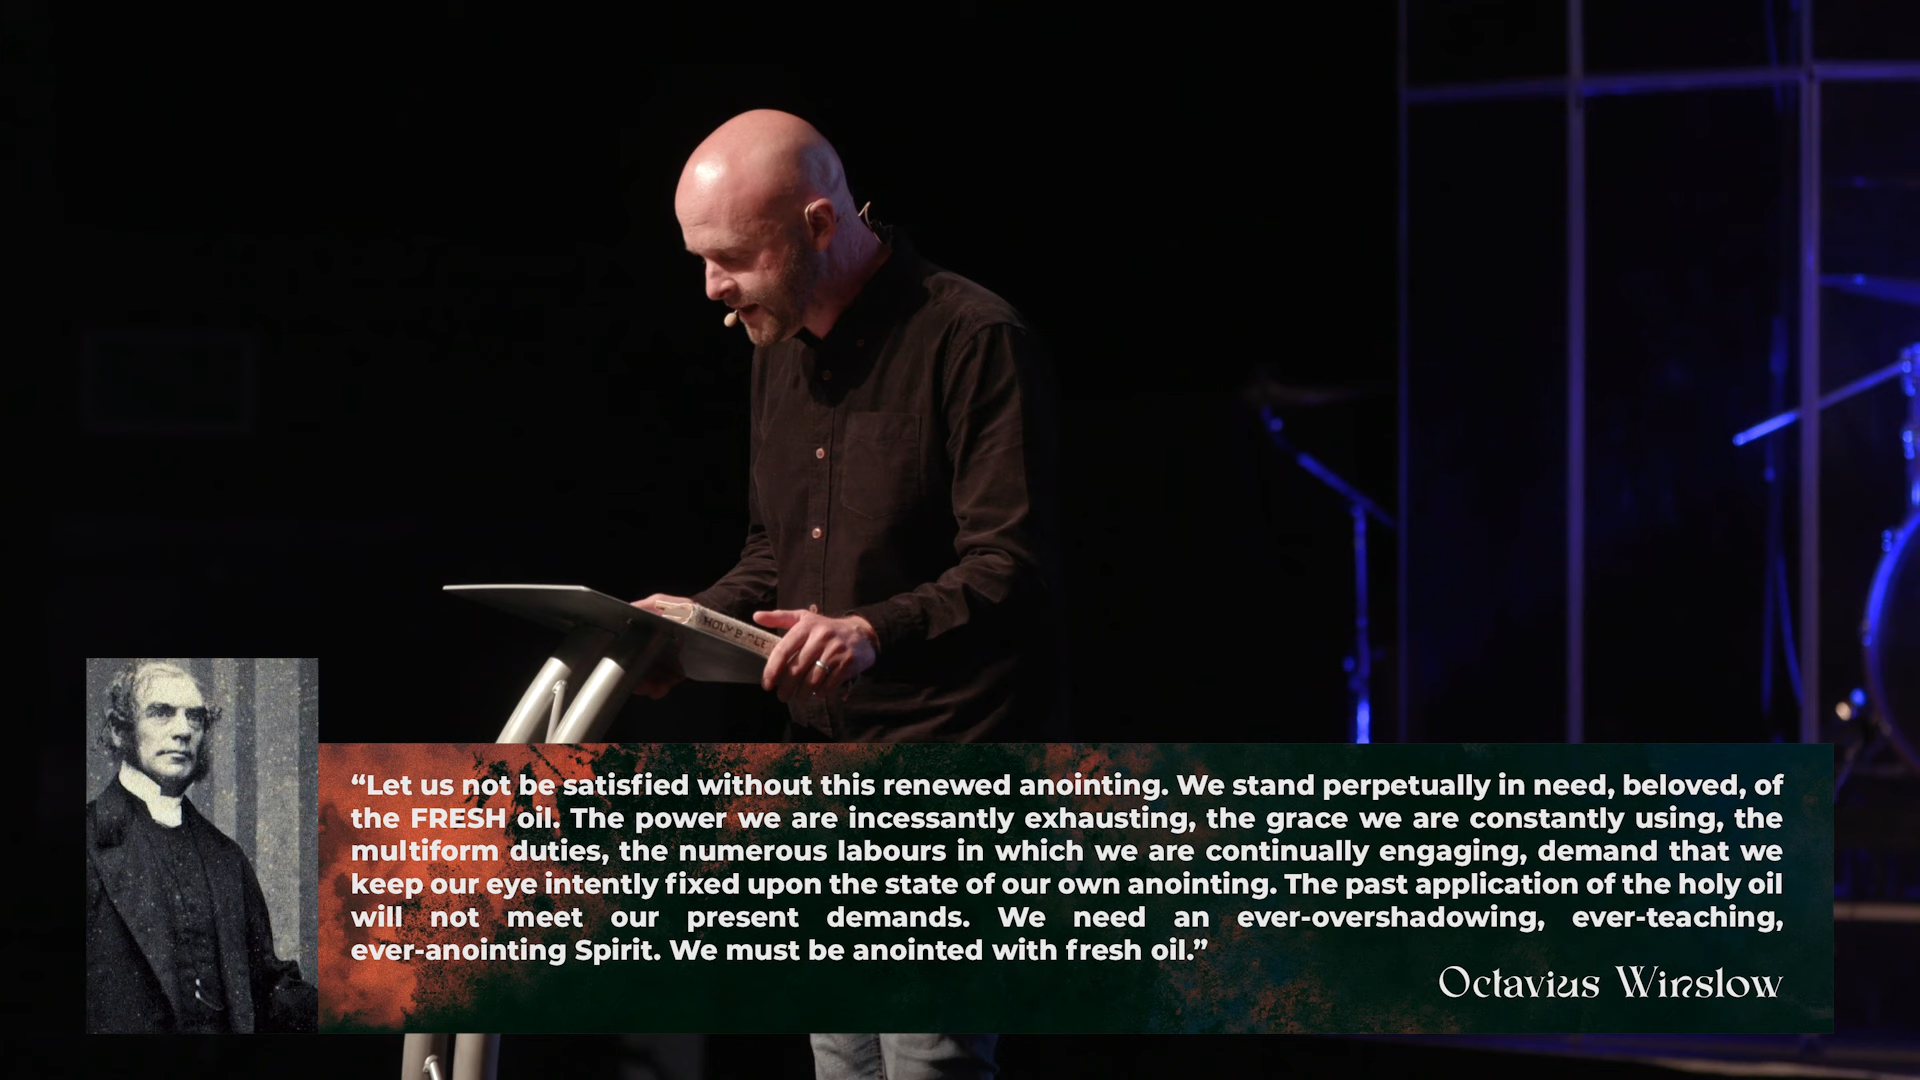 HOLY BIBLE
“Let us not be satisfied without this renewed anointing. We stand perpetually in need, beloved, of
the FRESH oil. The power we are incessantly exhausting, the grace we are constantly using, the
multiform duties, the numerous labours in which we are continually engaging, demand that we
keep our eye intently fixed upon the state of our own anointing. The past application of the holy oil
will not meet our present demands. We need an ever-overshadowing, ever-teaching,
ever-anointing Spirit. We must be anointed with fresh oil.”
Octavius Winslow